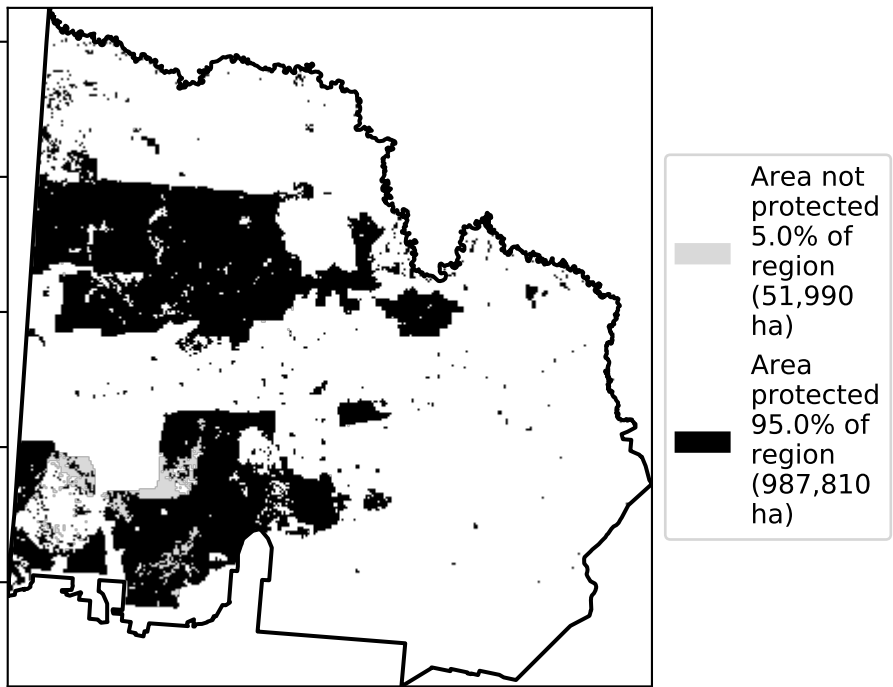 Area not
protected
5.0% of
region
(51,990
ha)
Area
protected
95.0% of
region
(987,810
ha)